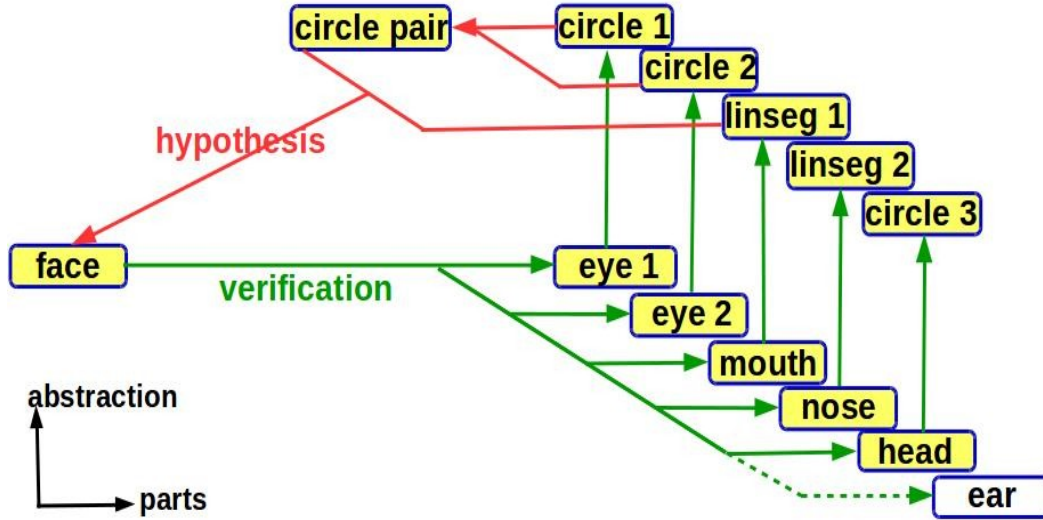 circle pair
circle 1
circle 2
linseg 1
linseg 2
circle 3
hypothesis
face
verification
eye 1
eye 2
mouth
nose
head
ear
abstraction
parts